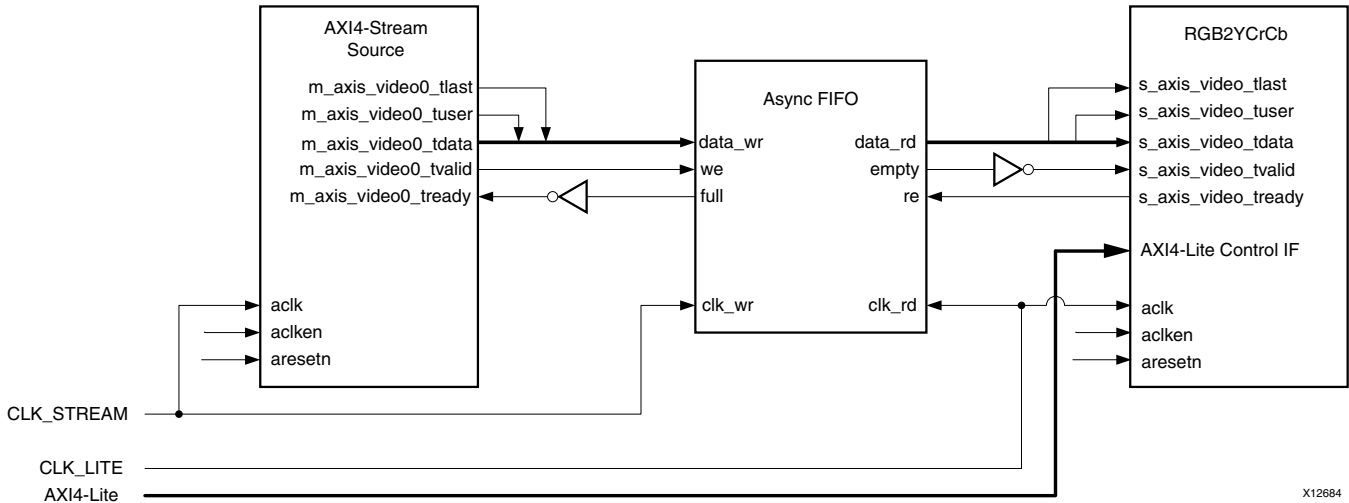 AXI4-Stream
Source
m_axis_video0_tlast
m_axis_video0_tuser
m_axis_video0_tdata
m_axis_video0_tvalid
m_axis_video0_tready
aclk
aclken
aresetn
Async FIFO
data_wr
we
full
clk_wr
data_rd
empty
re
clk_rd
RGB2YCrCb
s_axis_video_tlast
s_axis_video_tuser
s_axis_video_tdata
s_axis_video_tvalid
s_axis_video_tready
AXI4-Lite Control IF
aclk
aclken
aresetn
CLK_STREAM
CLK_LITE
AXI4-Lite
X12684